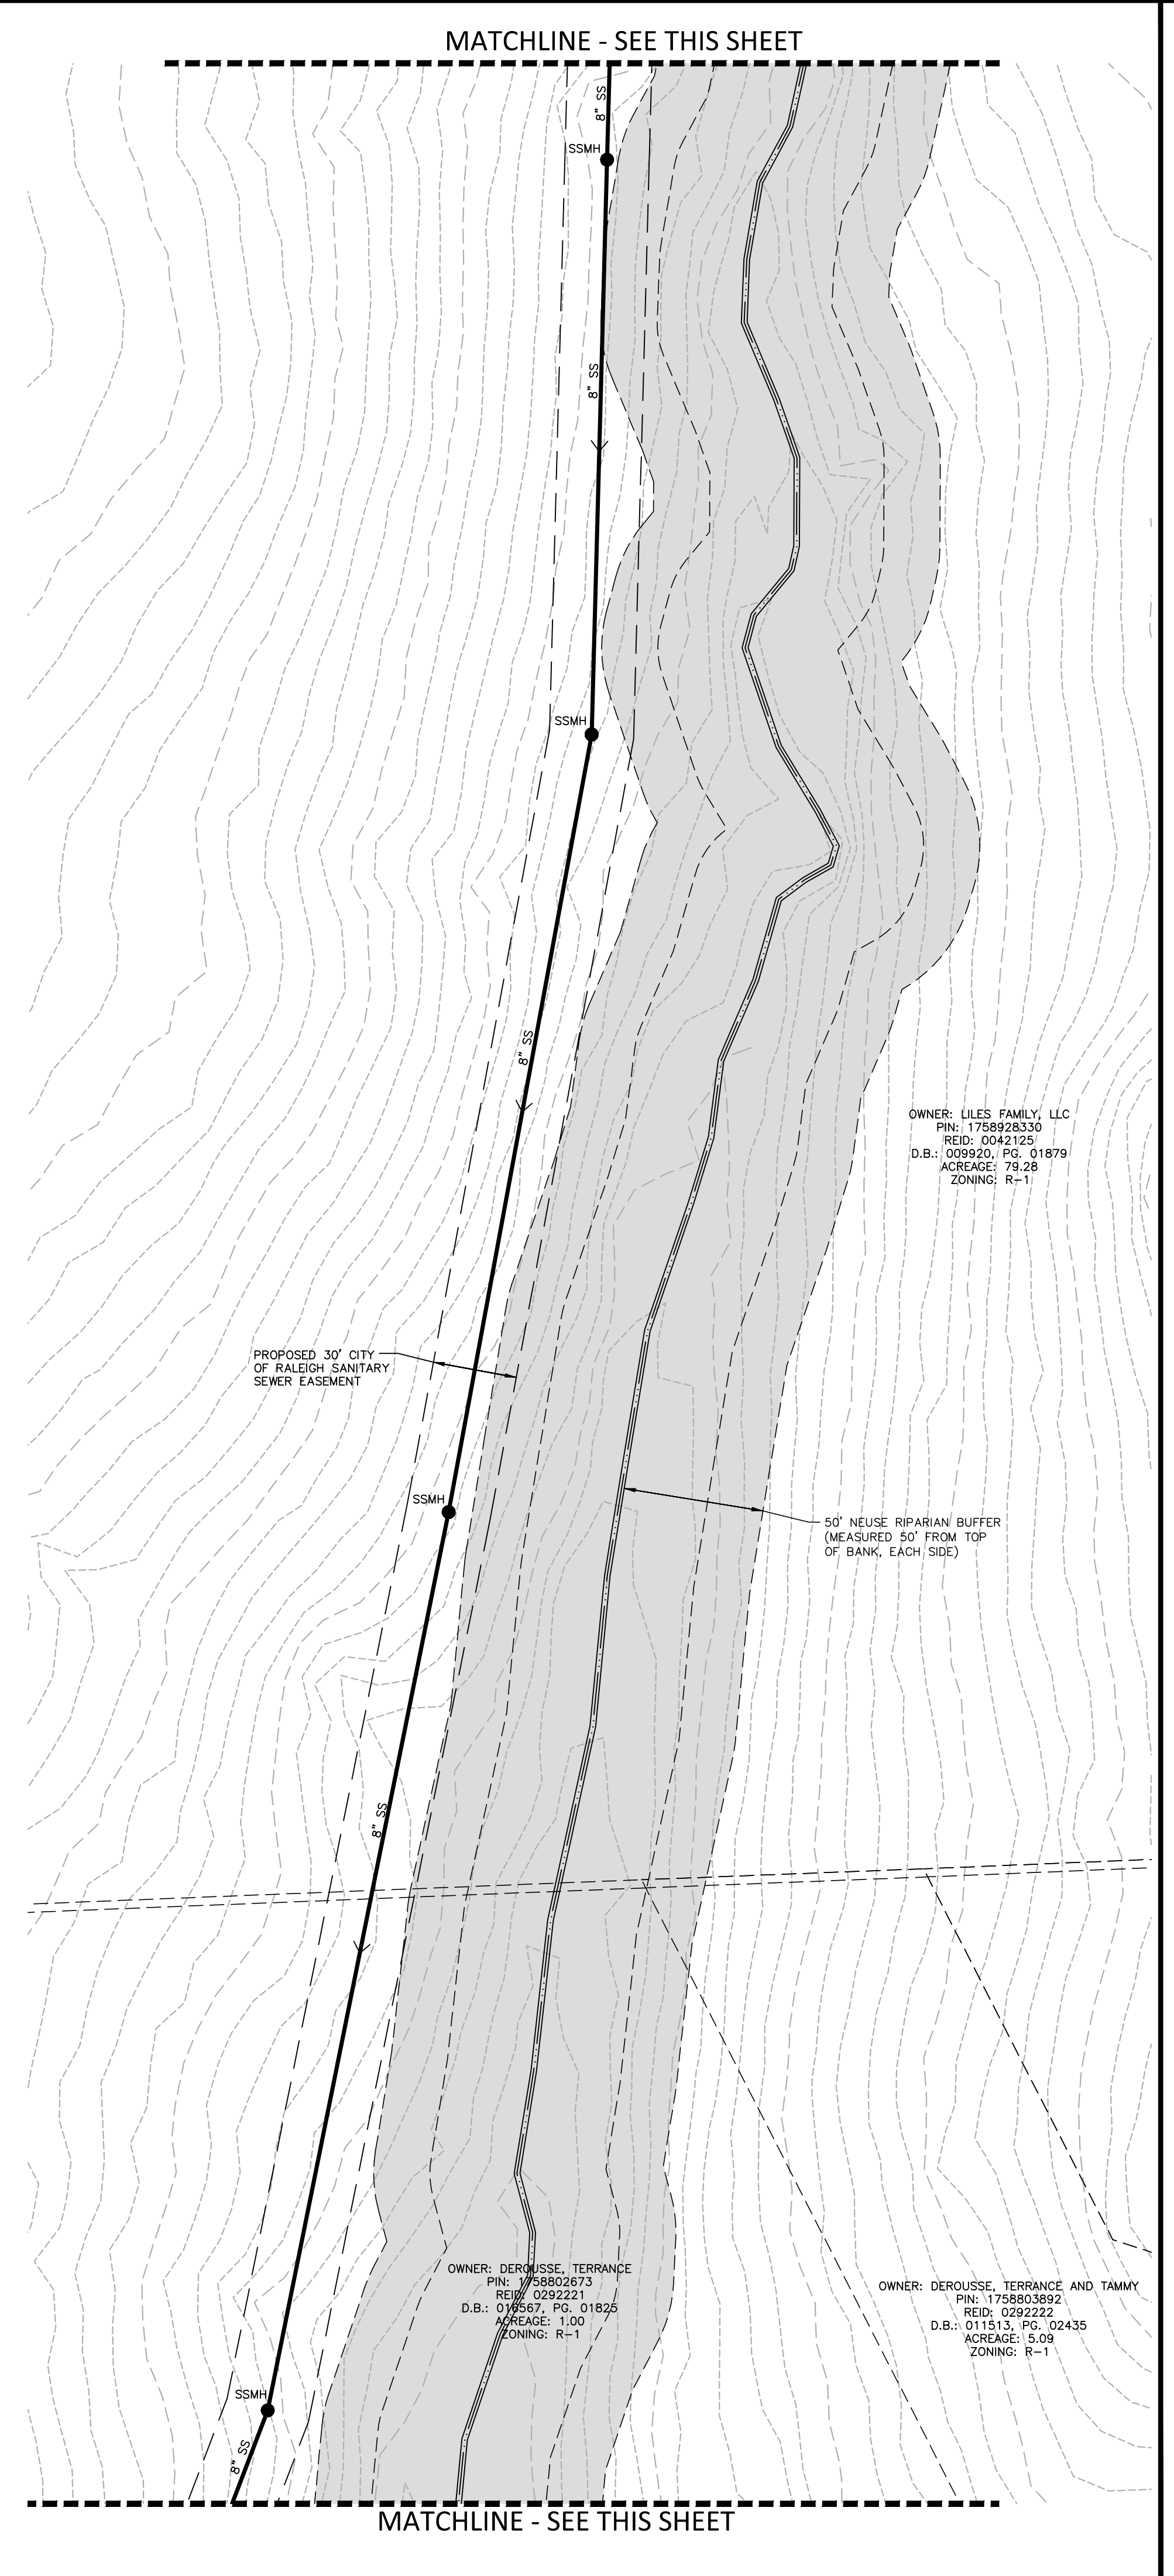 MATCHLINE - SEE THIS SHEET
8" SS
SSMH
8" SS
SSMH
8" SS
OWNER: LILES FAMILY, LLC
PIN: 1758928330
REID: 0042125
D.B.: 009920, PG. 01879
ACREAGE: 79.28
ZONING: R-1
PROPOSED 30' CITY
OF RALEIGH SANITARY
SEWER EASEMENT
SSMH
50' NEUSE RIPARIAN BUFFER
(MEASURED 50' FROM TOP
OF BANK, EACH SIDE)
8" SS
OWNER: DEROUSSE, TERRANCE
PIN: 1758802673
REID: 0292221
D.B.: 016567, PG. 01825
ACREAGE: 1.00
ZONING: R-1
OWNER: DEROUSSE, TERRANCE AND TAMMY
PIN: 1758803892
REID: 0292222
D.B.: 011513, PG. 02435
ACREAGE: 5.09
ZONING: R-1
SSMH
8" SS
MATCHLINE - SEE THIS SHEET